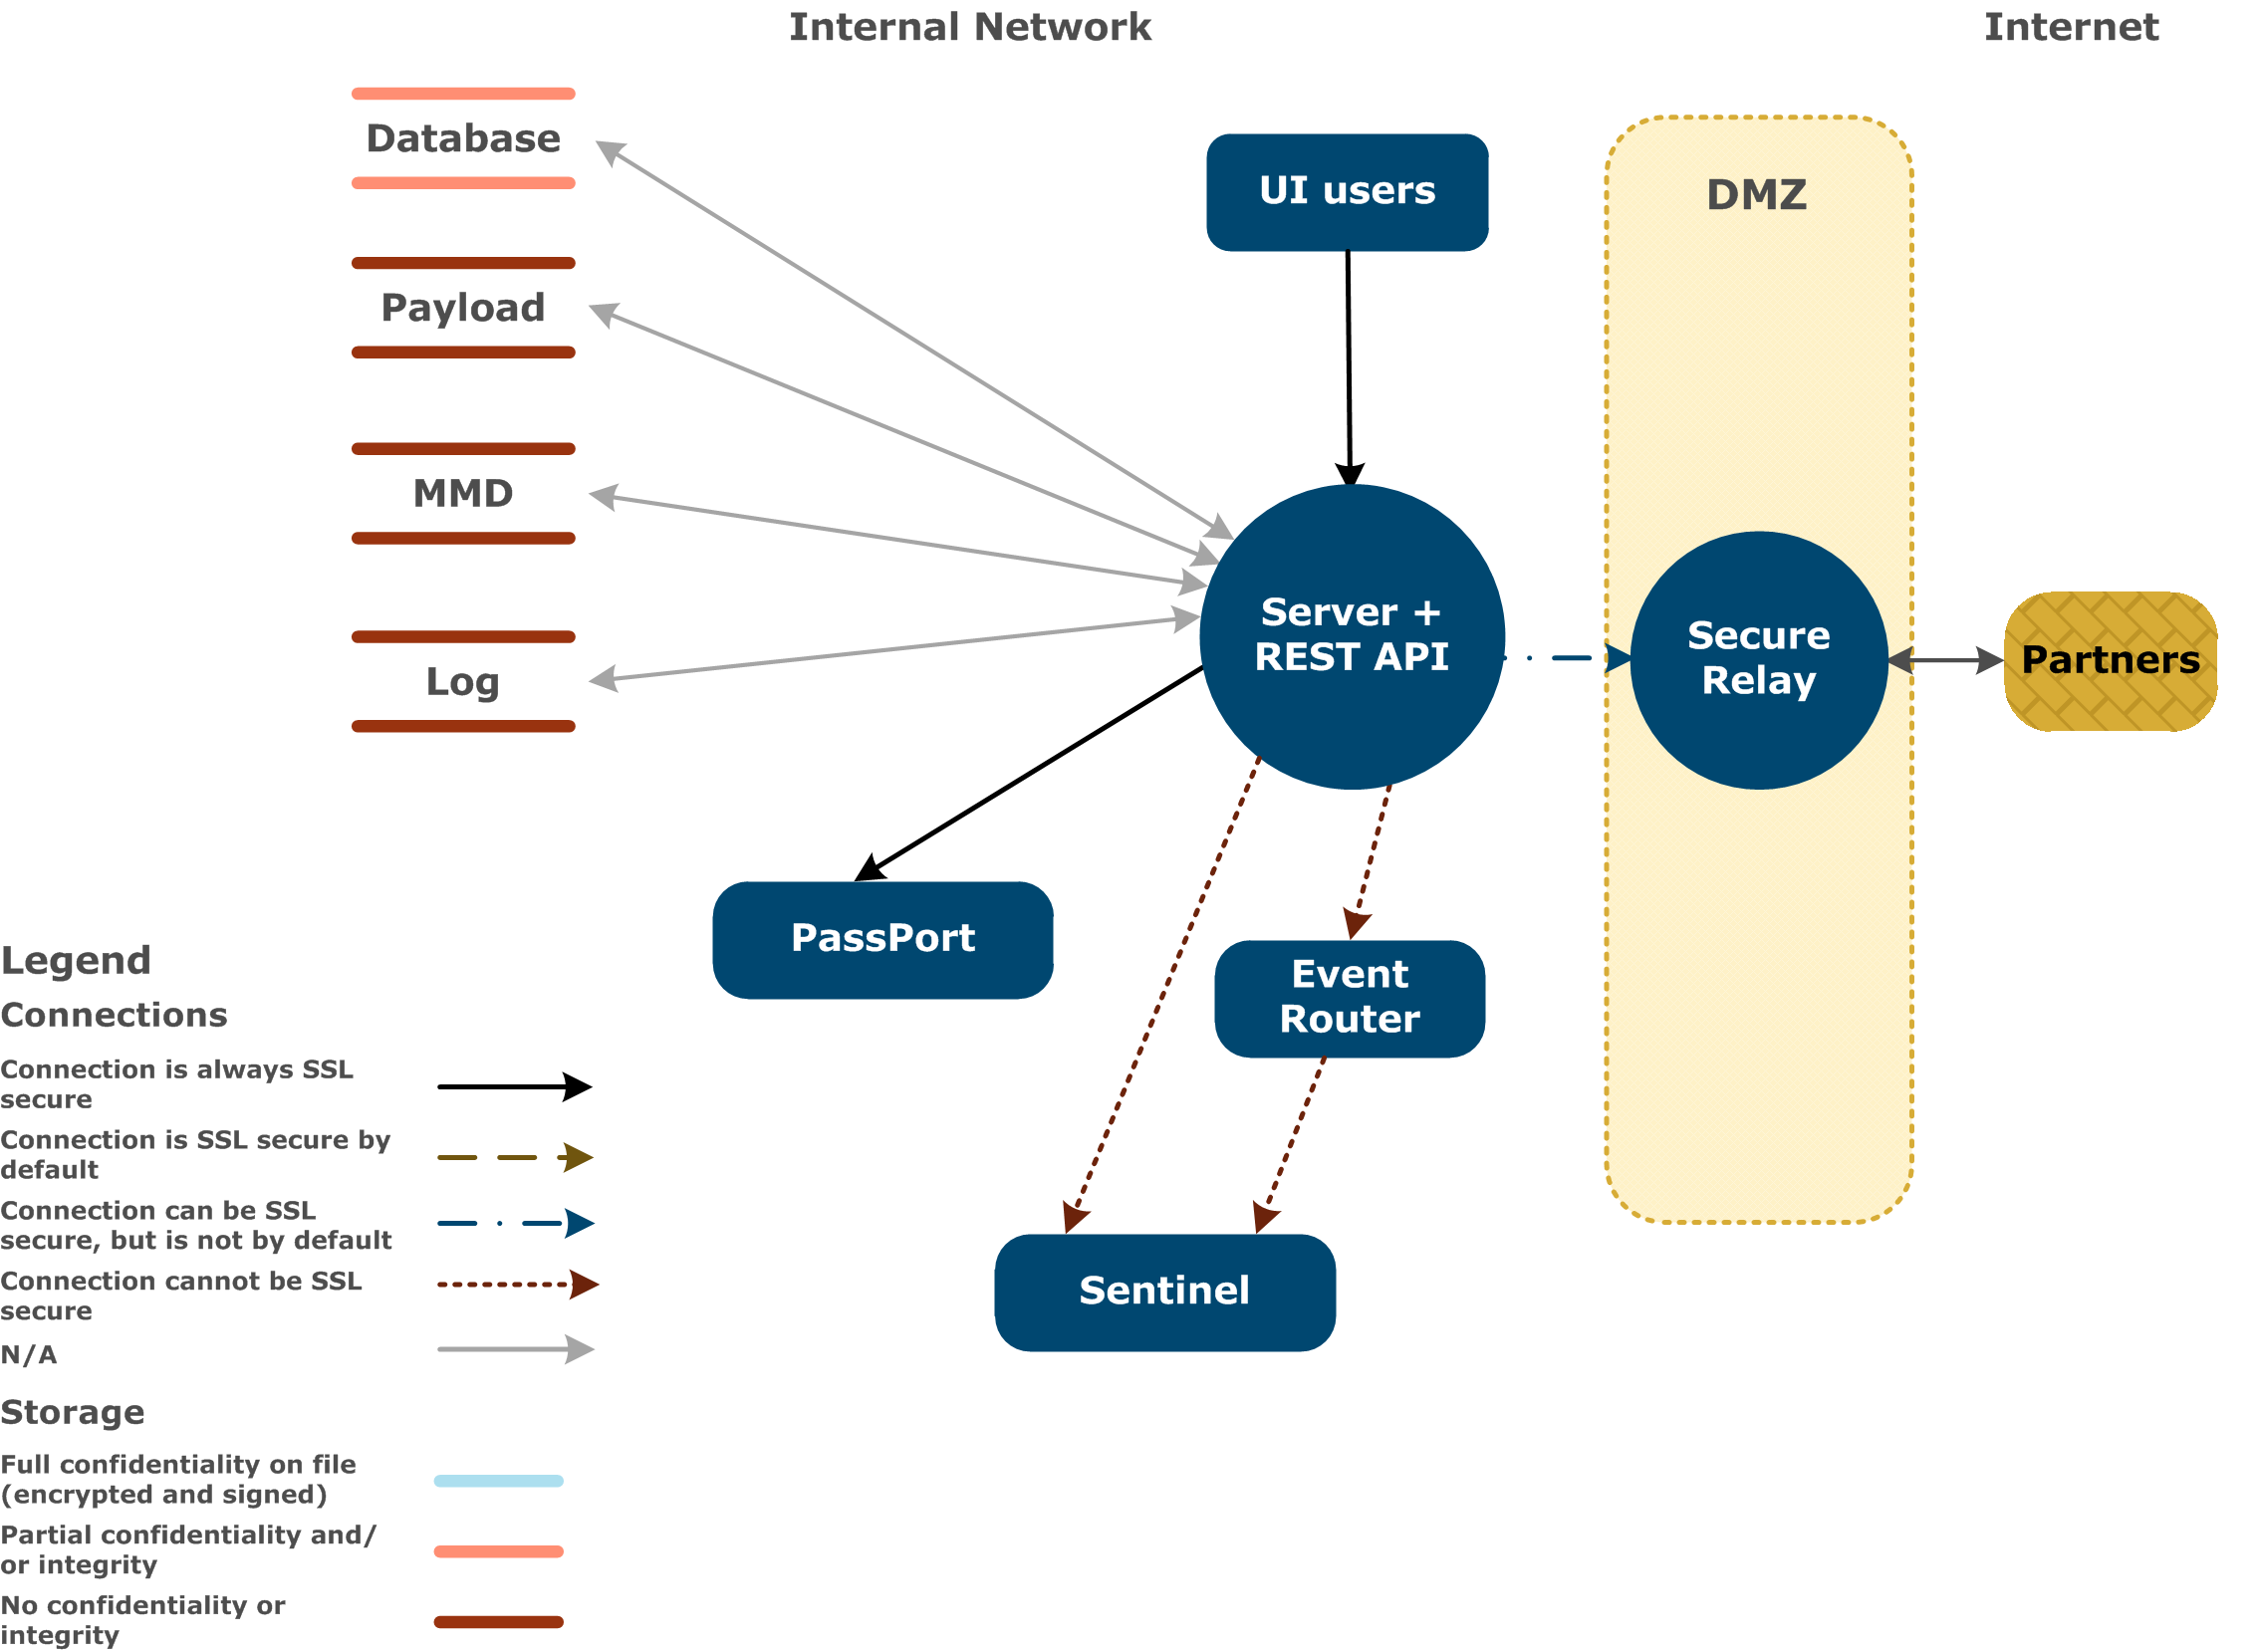 Internal Network
Internet
Database
Payload
MMD
Log
UI users
DMZ
Server +
REST API
Secure
Relay
Partners
PassPort
Event
Router
Sentinel
Legend
Connections
Connection is always SSL
secure
Connection is SSL secure by
default
Connection can be SSL
secure, but is not by default
Connection cannot be SSL
secure
N/A
Storage
Full confidentiality on file
(encrypted and signed)
Partial confidentiality and/
or integrity
No confidentiality or
integrity